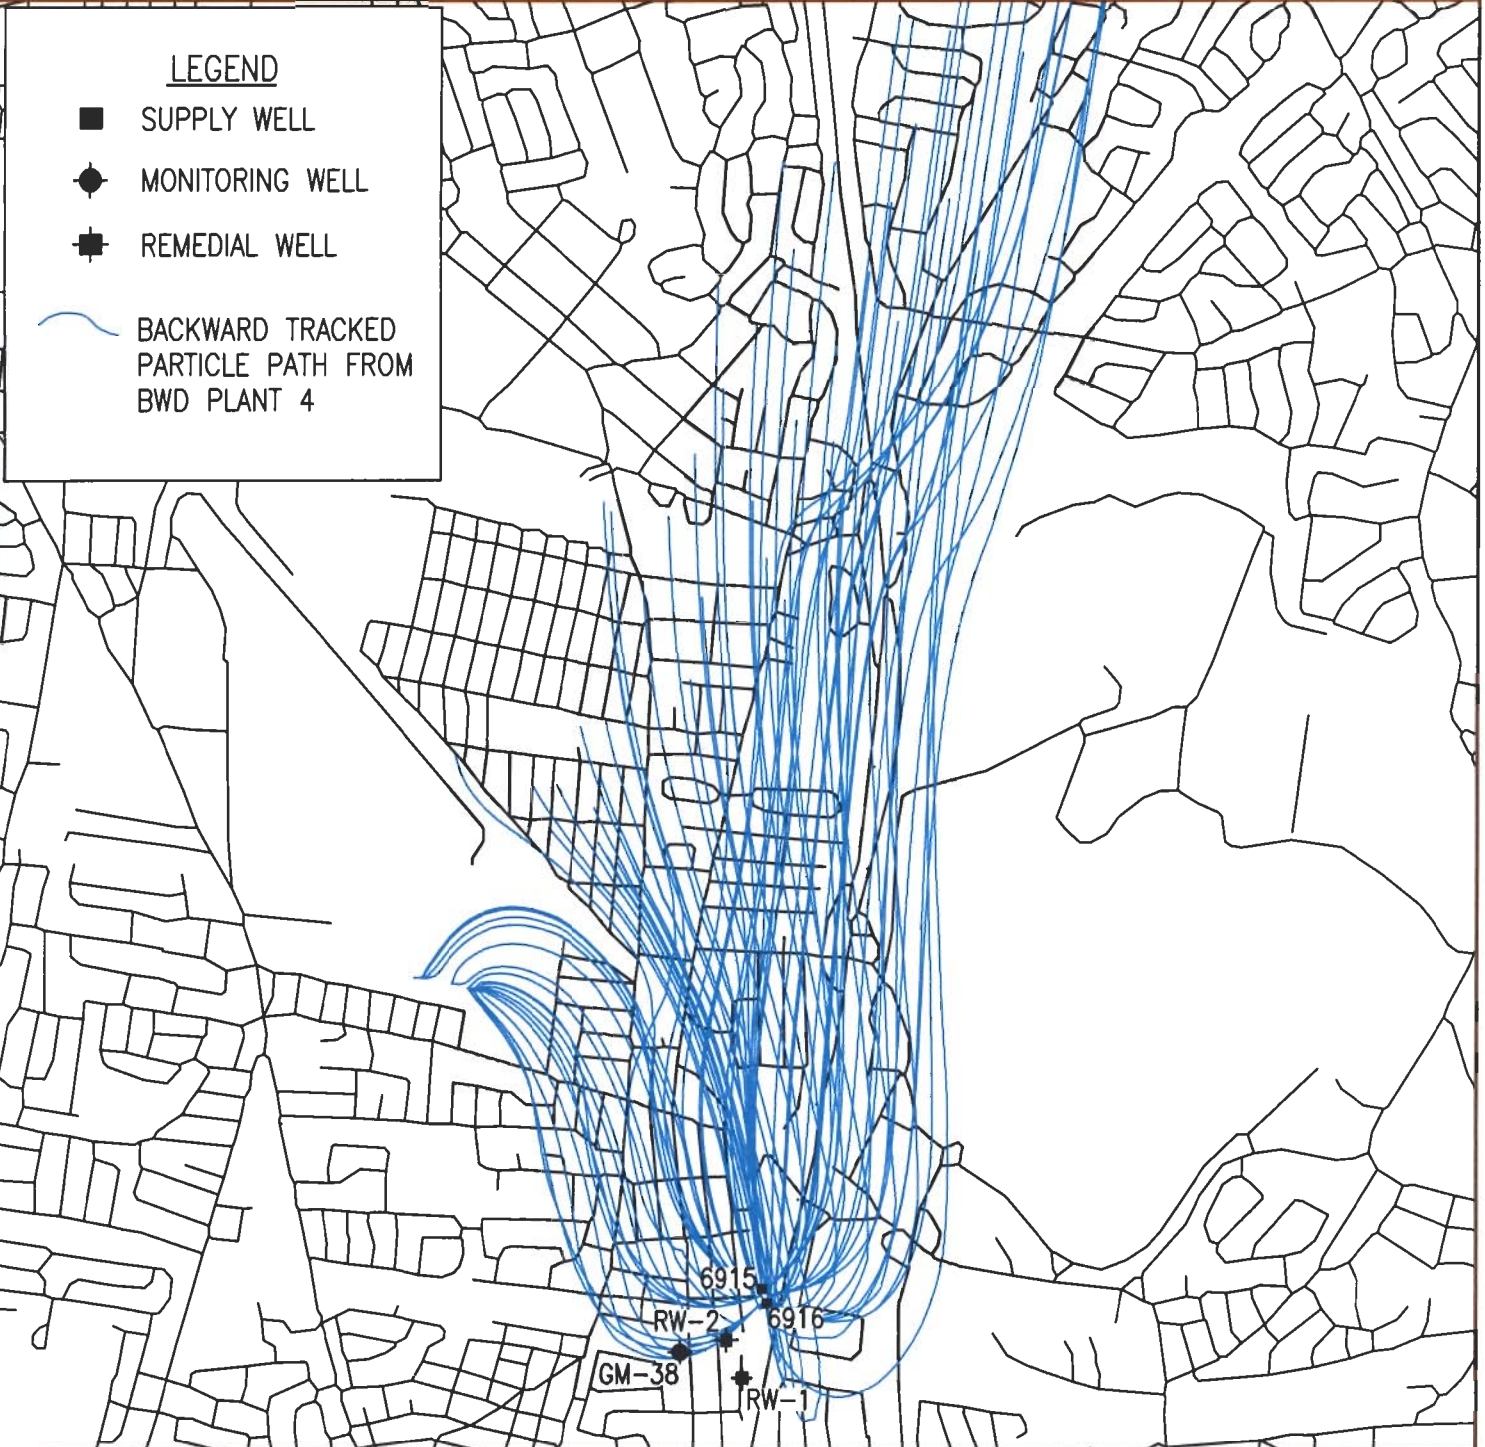 LEGEND
SUPPLY WELL
MONITORING WELL
REMEDIAL WELL
BACKWARD TRACKED
PARTICLE PATH FROM
BWD PLANT 4
6915
6916
RW-2
GM-38
RW-1